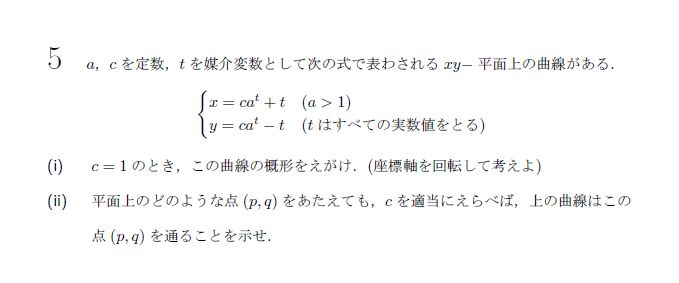 5 a, c を定数, t を媒介変数として次の式で表わされる xy− 平面上の曲線がある.
x = ca^t + t (a > 1)
y = ca^t − t (t はすべての実数値をとる)
(i) c = 1 のとき, この曲線の概形をえがけ. (座標軸を回転して考えよ)
(ii) 平面上のどのような点 (p, q) をあたえても, c を適当にえらべば, 上の曲線はこの
点 (p, q) を通ることを示せ.